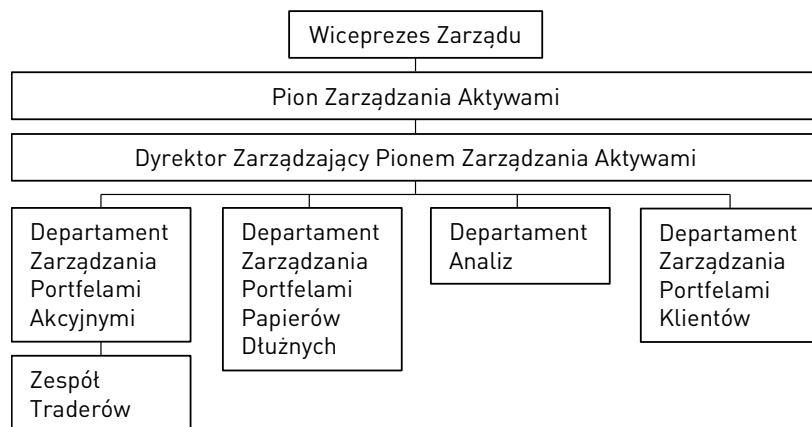 Wiceprezes Zarządu
Pion Zarządzania Aktywami
Dyrektor Zarządzający Pionem Zarządzania Aktywami
Departament
Zarządzania
Portfelami
Akcyjnymi
Departament
Zarządzania
Portfelami
Papierów
Dłużnych
Departament
Analiz
Departament
Zarządzania
Portfelami
Klientów
Zespół
Traderów